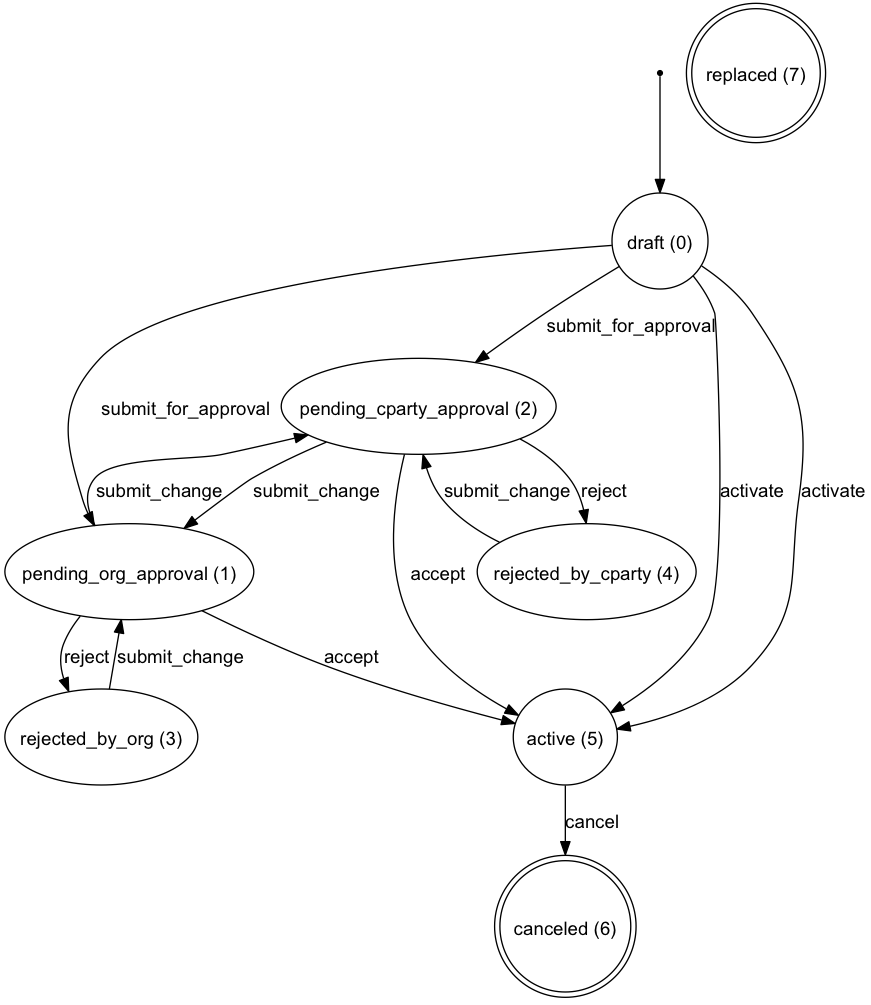 replaced (7)
draft (0)
submit_for_approval
submit_for_approval
pending_cparty_approval (2)
submit_change
submit_change
submit_change
reject
activate
activate
pending_org_approval (1)
accept
rejected_by_cparty (4)
reject
submit_change
accept
rejected_by_org (3)
active (5)
cancel
canceled (6)